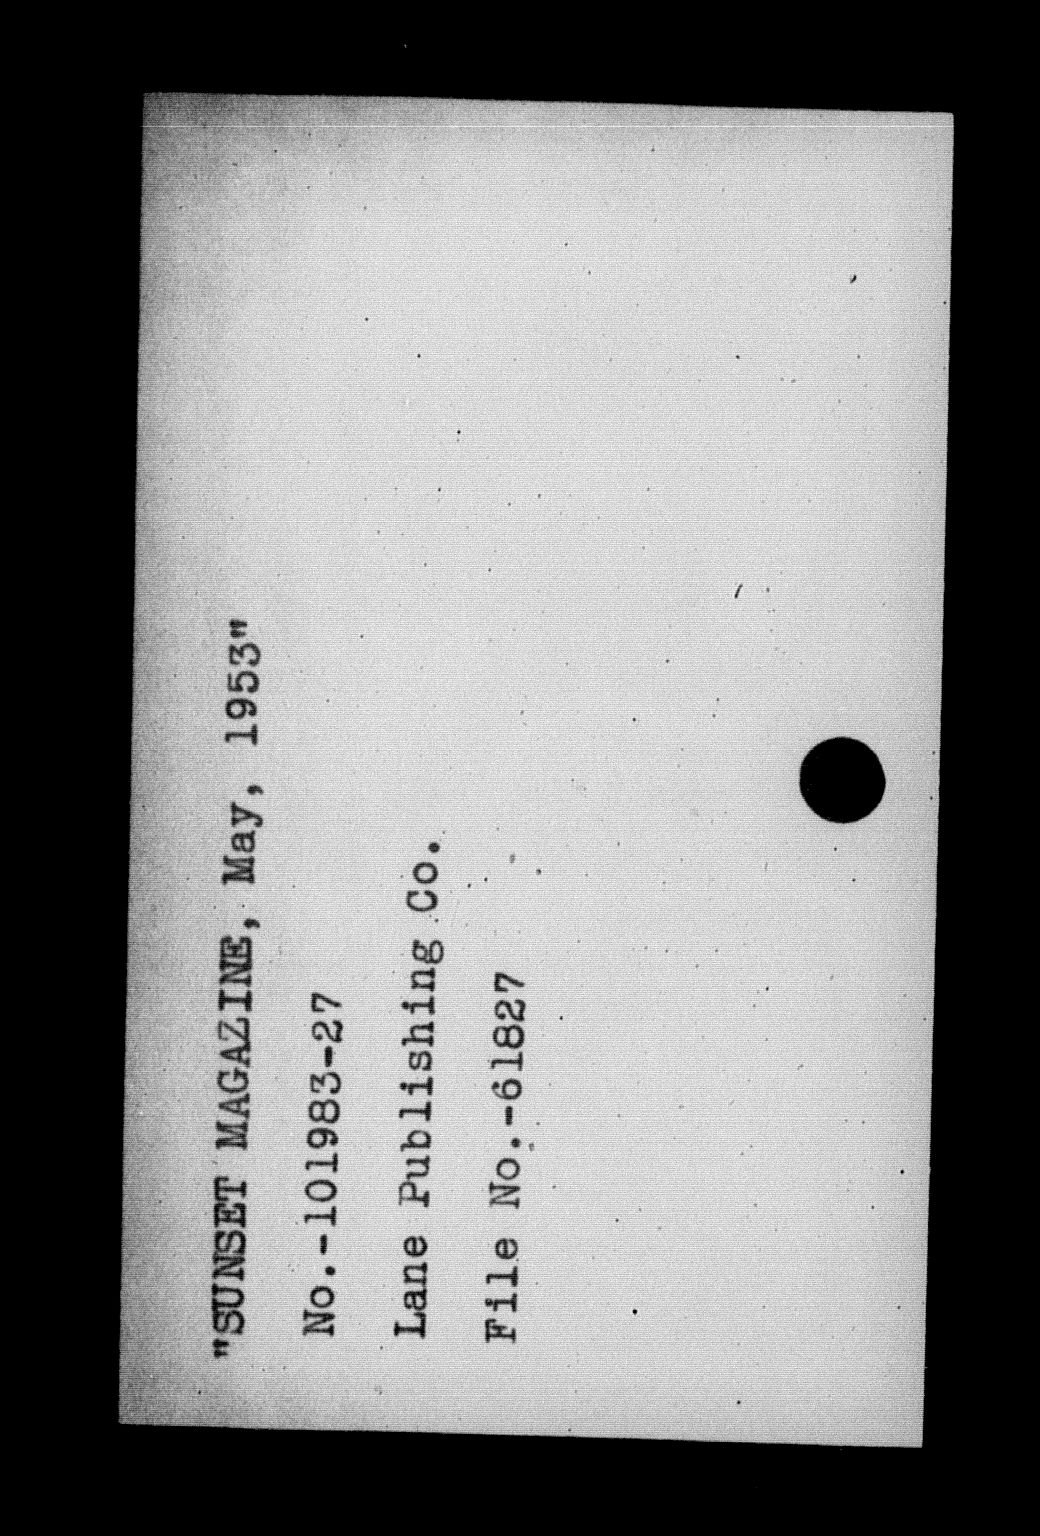 "SUNSET MAGAZINE, May, 1953"
No.-101983-27
Lane Publishing Co.
File No.-61827